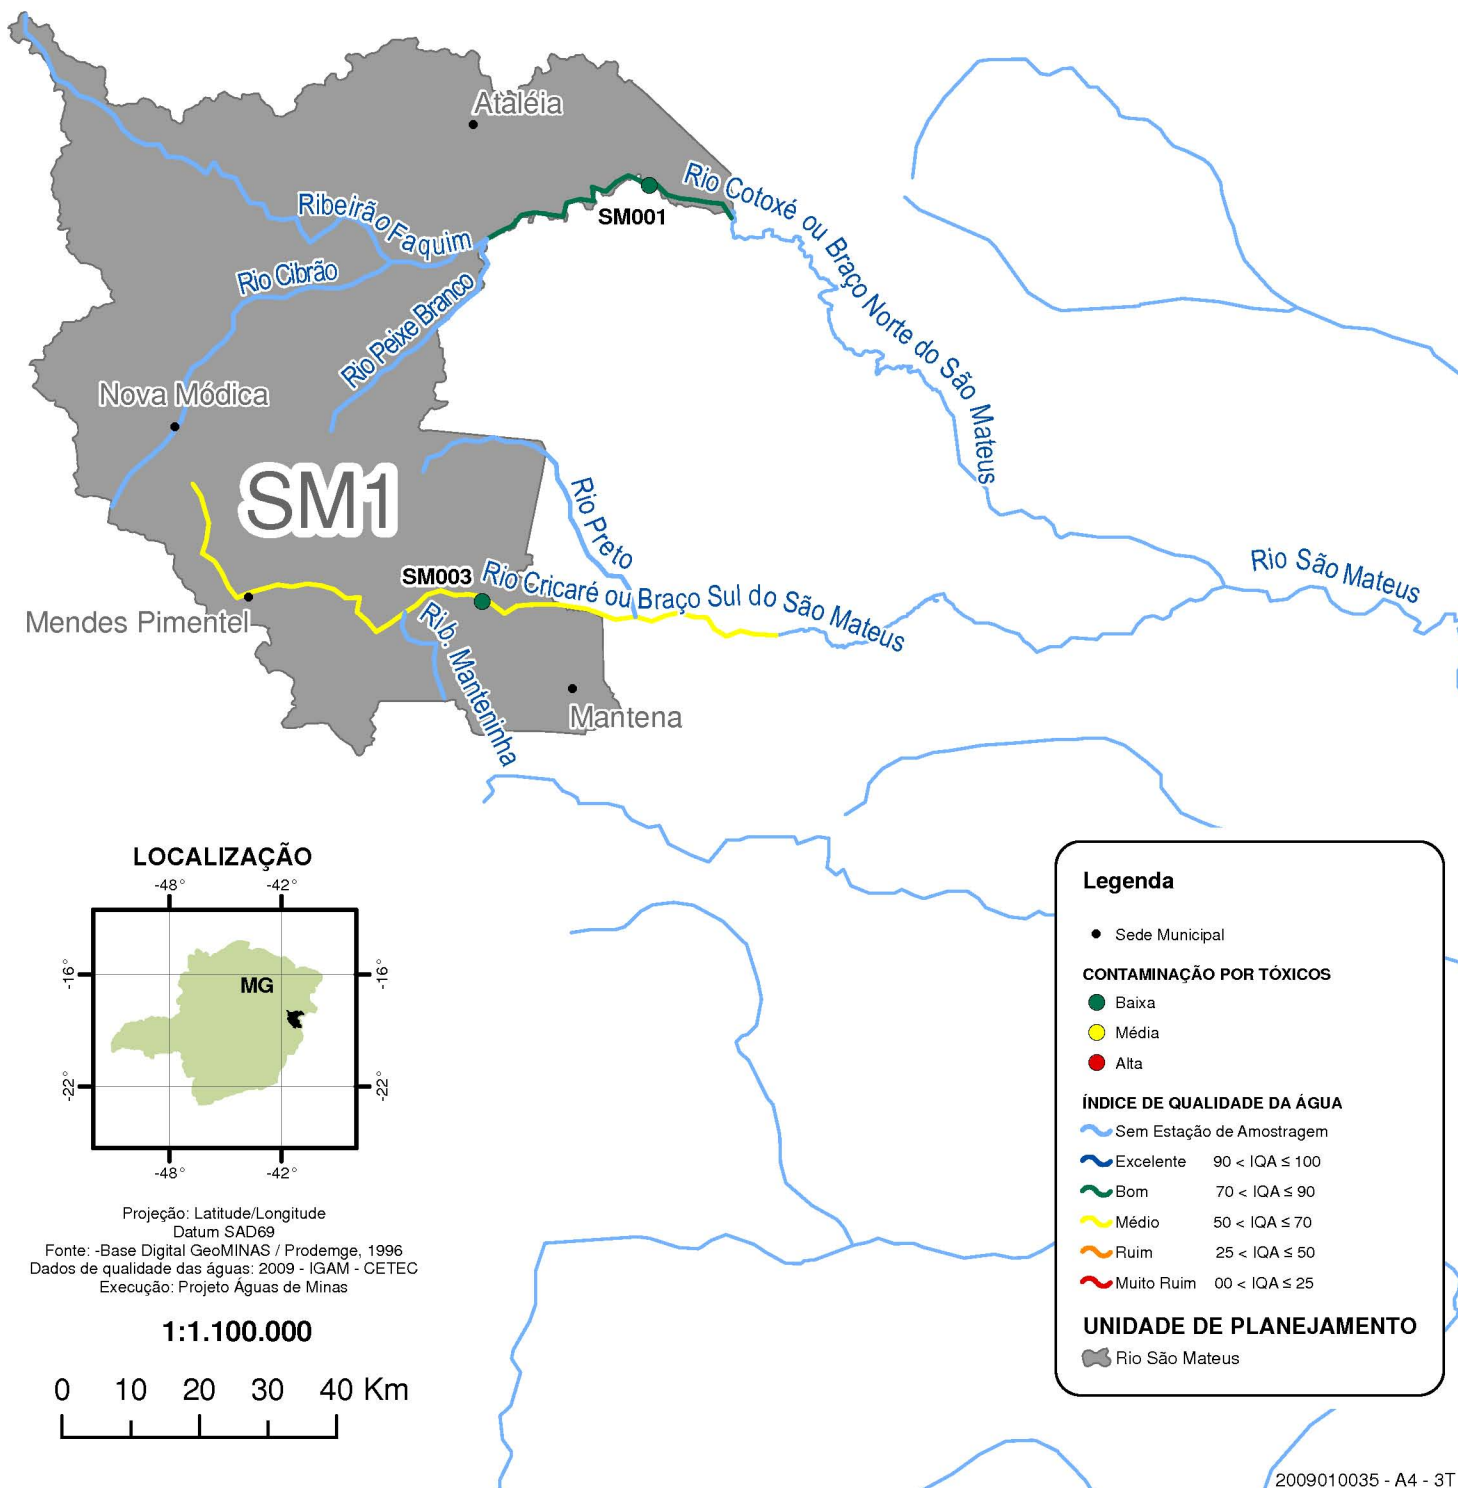 Ataléia
Rio Cotoxé ou Braço Norte do São Mateus
SM001
Ribeirão Faquim
Rio Cibrão
Rio Peixe Branco
Nova Módica
SM1
Rio Preto
SM003
Rio Cricaré ou Braço Sul do São Mateus
Rio São Mateus
Mendes Pimentel
Rib. Manteninha
Mantena
LOCALIZAÇÃO
-48° -42°
-16° -16°
MG
-22° -22°
-48° -42°
Projeção: Latitude/Longitude
Datum SAD69
Fonte: -Base Digital GeoMINAS / Prodemge, 1996
Dados de qualidade das águas: 2009 - IGAM - CETEC
Execução: Projeto Águas de Minas
1:1.100.000
0 10 20 30 40 Km
Legenda
Sede Municipal
CONTAMINAÇÃO POR TÓXICOS
Baixa
Média
Alta
ÍNDICE DE QUALIDADE DA ÁGUA
Sem Estação de Amostragem
Excelente 90 < IQA ≤ 100
Bom 70 < IQA ≤ 90
Médio 50 < IQA ≤ 70
Ruim 25 < IQA ≤ 50
Muito Ruim 00 < IQA ≤ 25
UNIDADE DE PLANEJAMENTO
Rio São Mateus
2009010035 - A4 - 3T